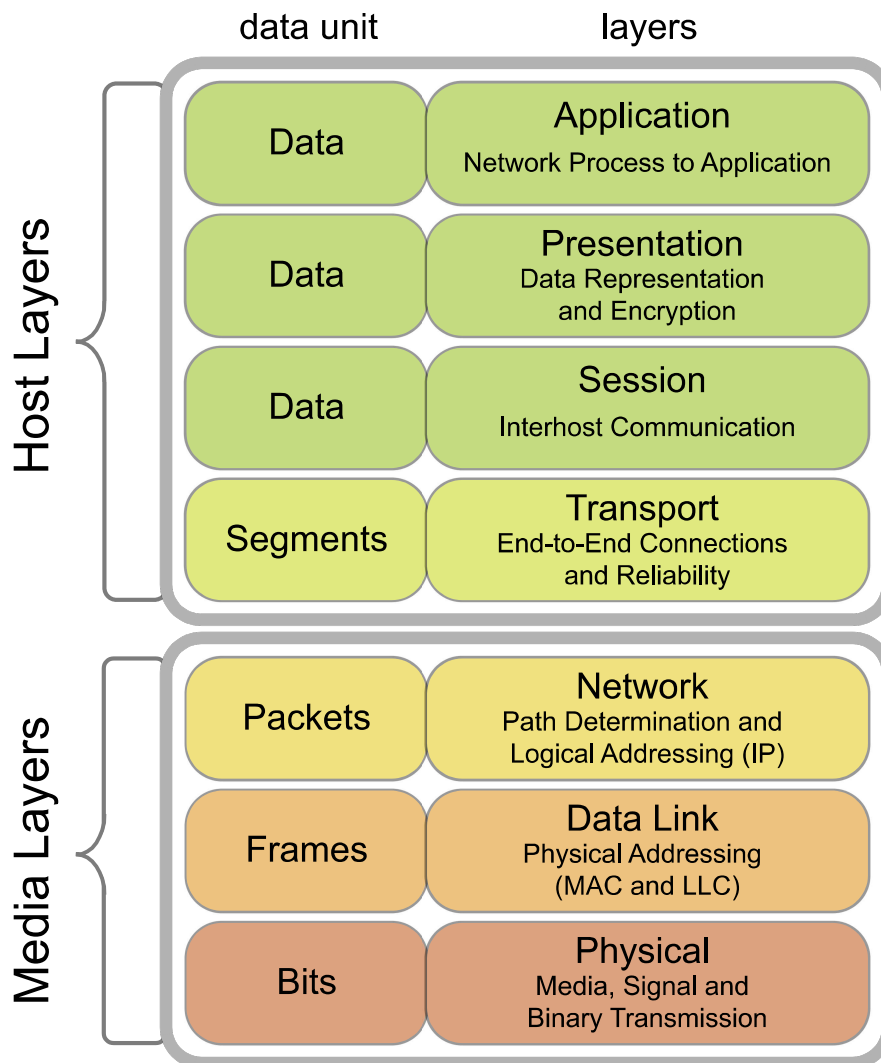 data unit layers
Host Layers
Data
Application
Network Process to Application
Data
Presentation
Data Representation
and Encryption
Data
Session
Interhost Communication
Segments
Transport
End-to-End Connections
and Reliability
Media Layers
Packets
Network
Path Determination and
Logical Addressing (IP)
Frames
Data Link
Physical Addressing
(MAC and LLC)
Bits
Physical
Media, Signal and
Binary Transmission